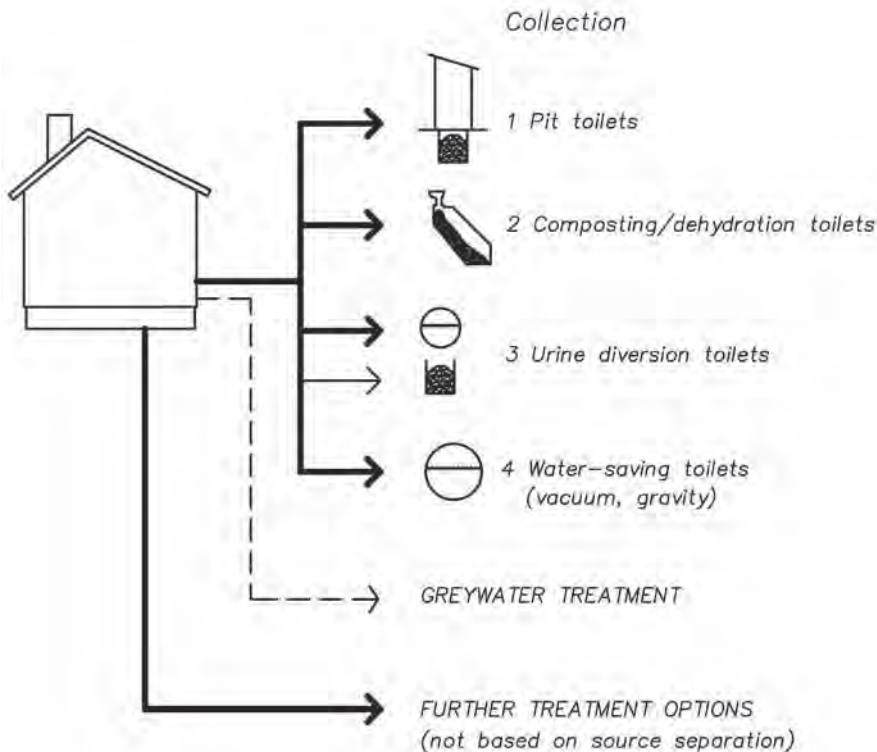 Collection
1 Pit toilets
2 Composting/dehydration toilets
3 Urine diversion toilets
4 Water-saving toilets
(vacuum, gravity)
GREYWATER TREATMENT
FURTHER TREATMENT OPTIONS
(not based on source separation)